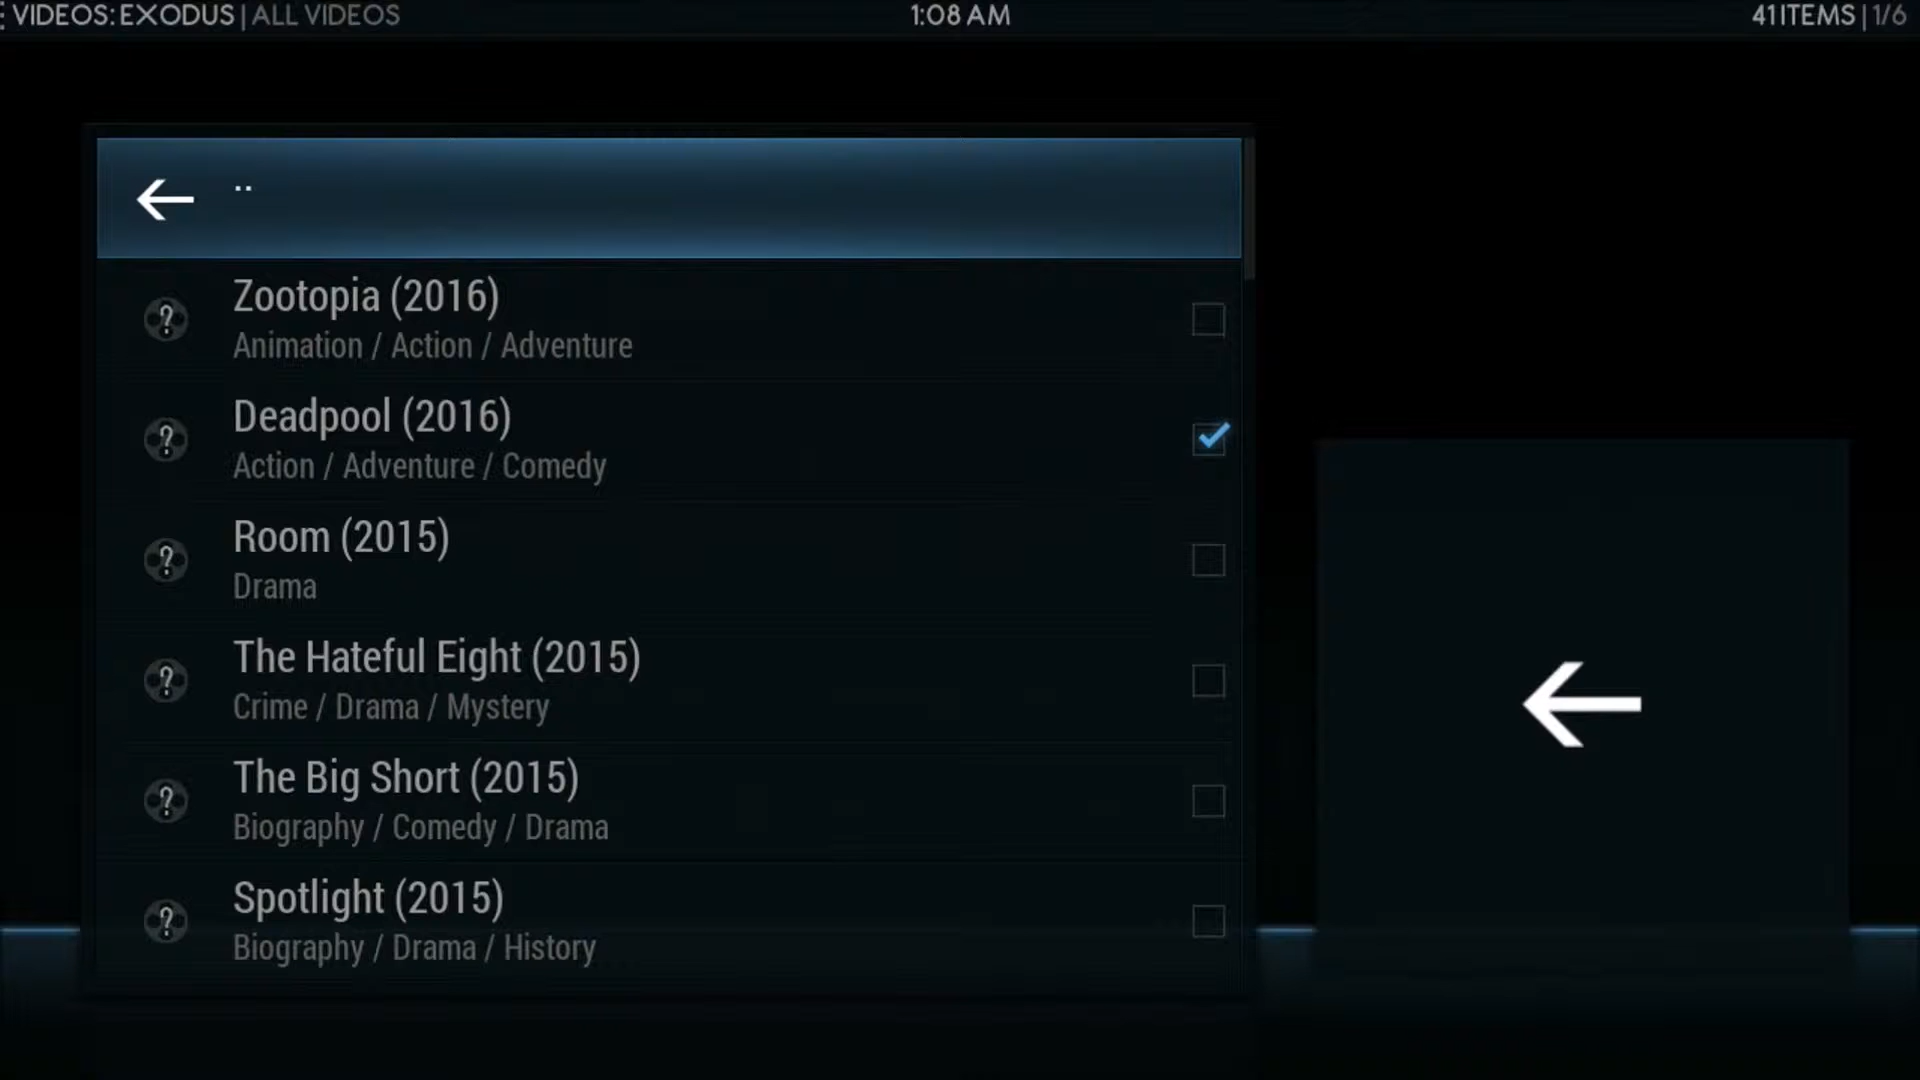 VIDEOS: EXODUS | ALL VIDEOS
1:08 AM
41 ITEMS | 1/6
..
Zootopia (2016)
Animation / Action / Adventure
Deadpool (2016)
Action / Adventure / Comedy
Room (2015)
Drama
The Hateful Eight (2015)
Crime / Drama / Mystery
The Big Short (2015)
Biography / Comedy / Drama
Spotlight (2015)
Biography / Drama / History